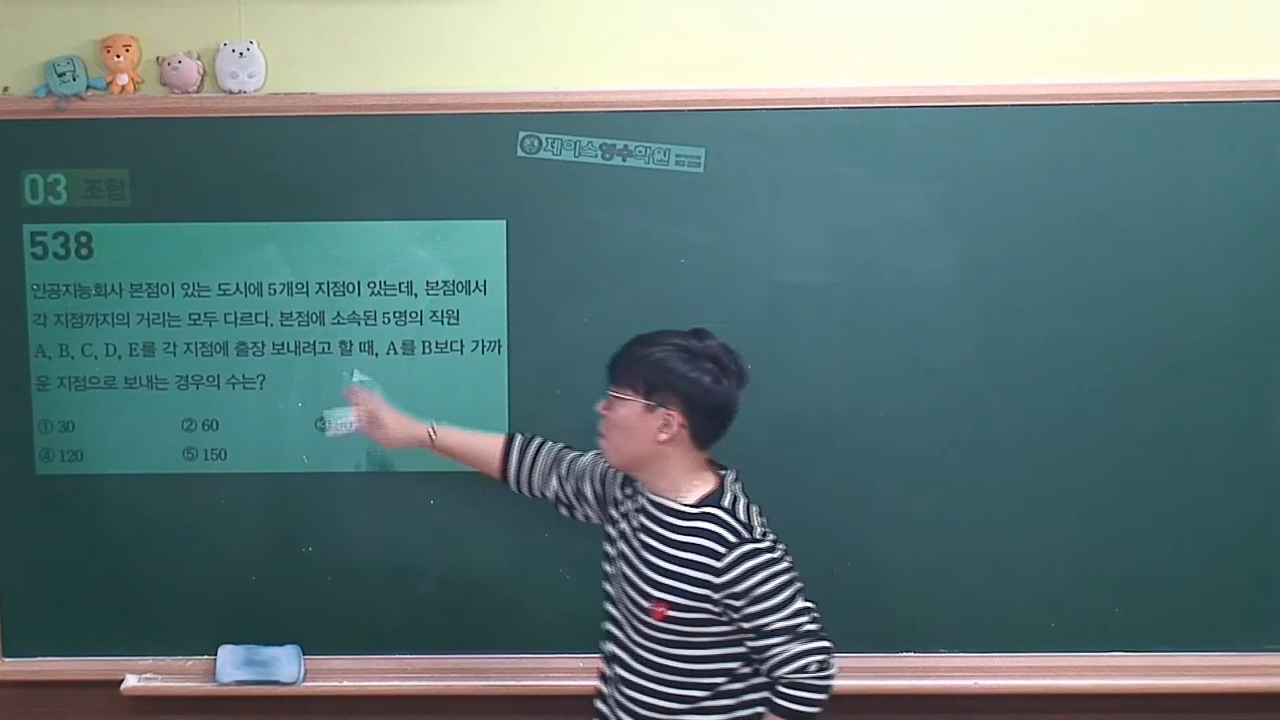 제이스영수학원
03 조합
538
인공지능회사 본점이 있는 도시에 5개의 지점이 있는데, 본점에서
각 지점까지의 거리는 모두 다르다. 본점에 소속된 5명의 직원
A, B, C, D, E를 각 지점에 출장 보내려고 할 때, A를 B보다 가까
운 지점으로 보내는 경우의 수는?
① 30 ② 60 ③
④ 120 ⑤ 150